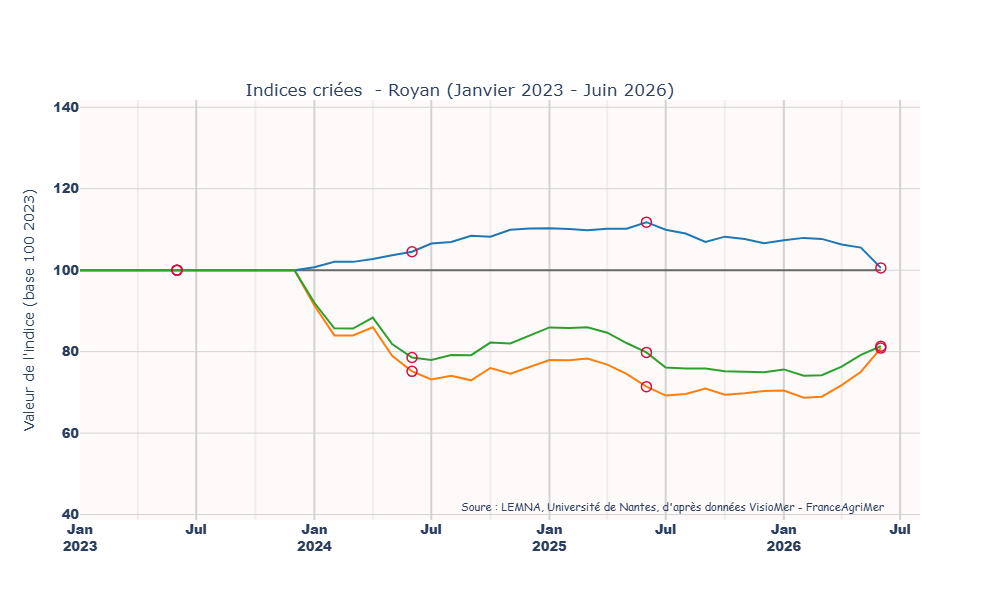 Indices criées  - Royan (Janvier 2023 - Juin 2026)
Valeur de l'indice (base 100 2023)
140
120
100
80
60
40
Soure : LEMNA, Université de Nantes, d'après données VisioMer - FranceAgriMer
Jan Jul Jan Jul Jan Jul Jan Jul
2023 2024 2025 2026